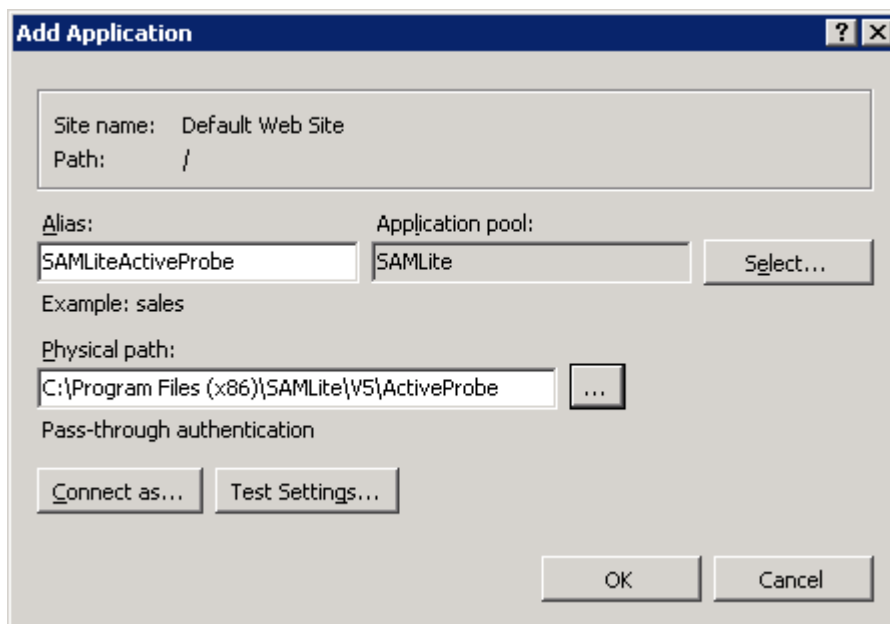 Add Application
Site name: Default Web Site
Path: /
Alias: Application pool:
SAMLiteActiveProbe SAMLite Select...
Example: sales
Physical path:
C:\Program Files (x86)\SAMLite\V5\ActiveProbe ...
Pass-through authentication
Connect as... Test Settings...
OK Cancel